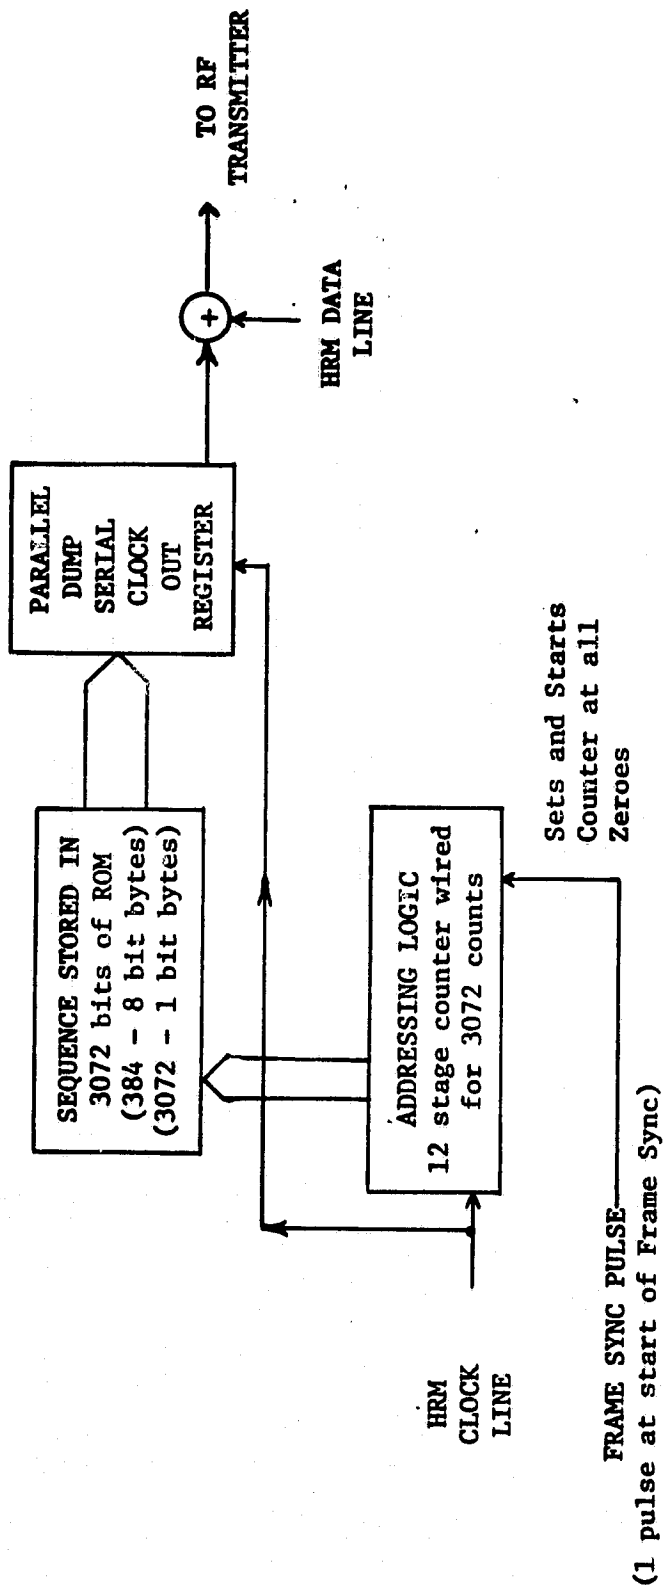 SEQUENCE STORED IN
3072 bits of ROM
(384 - 8 bit bytes)
(3072 - 1 bit bytes)
PARALLEL
DUMP
SERIAL
CLOCK
OUT
REGISTER
+
TO RF
TRANSMITTER
HRM DATA
LINE
HRM
CLOCK
LINE
ADDRESSING LOGIC
12 stage counter wired
for 3072 counts
Sets and Starts
Counter at all
Zeroes
FRAME SYNC PULSE
(1 pulse at start of Frame Sync)